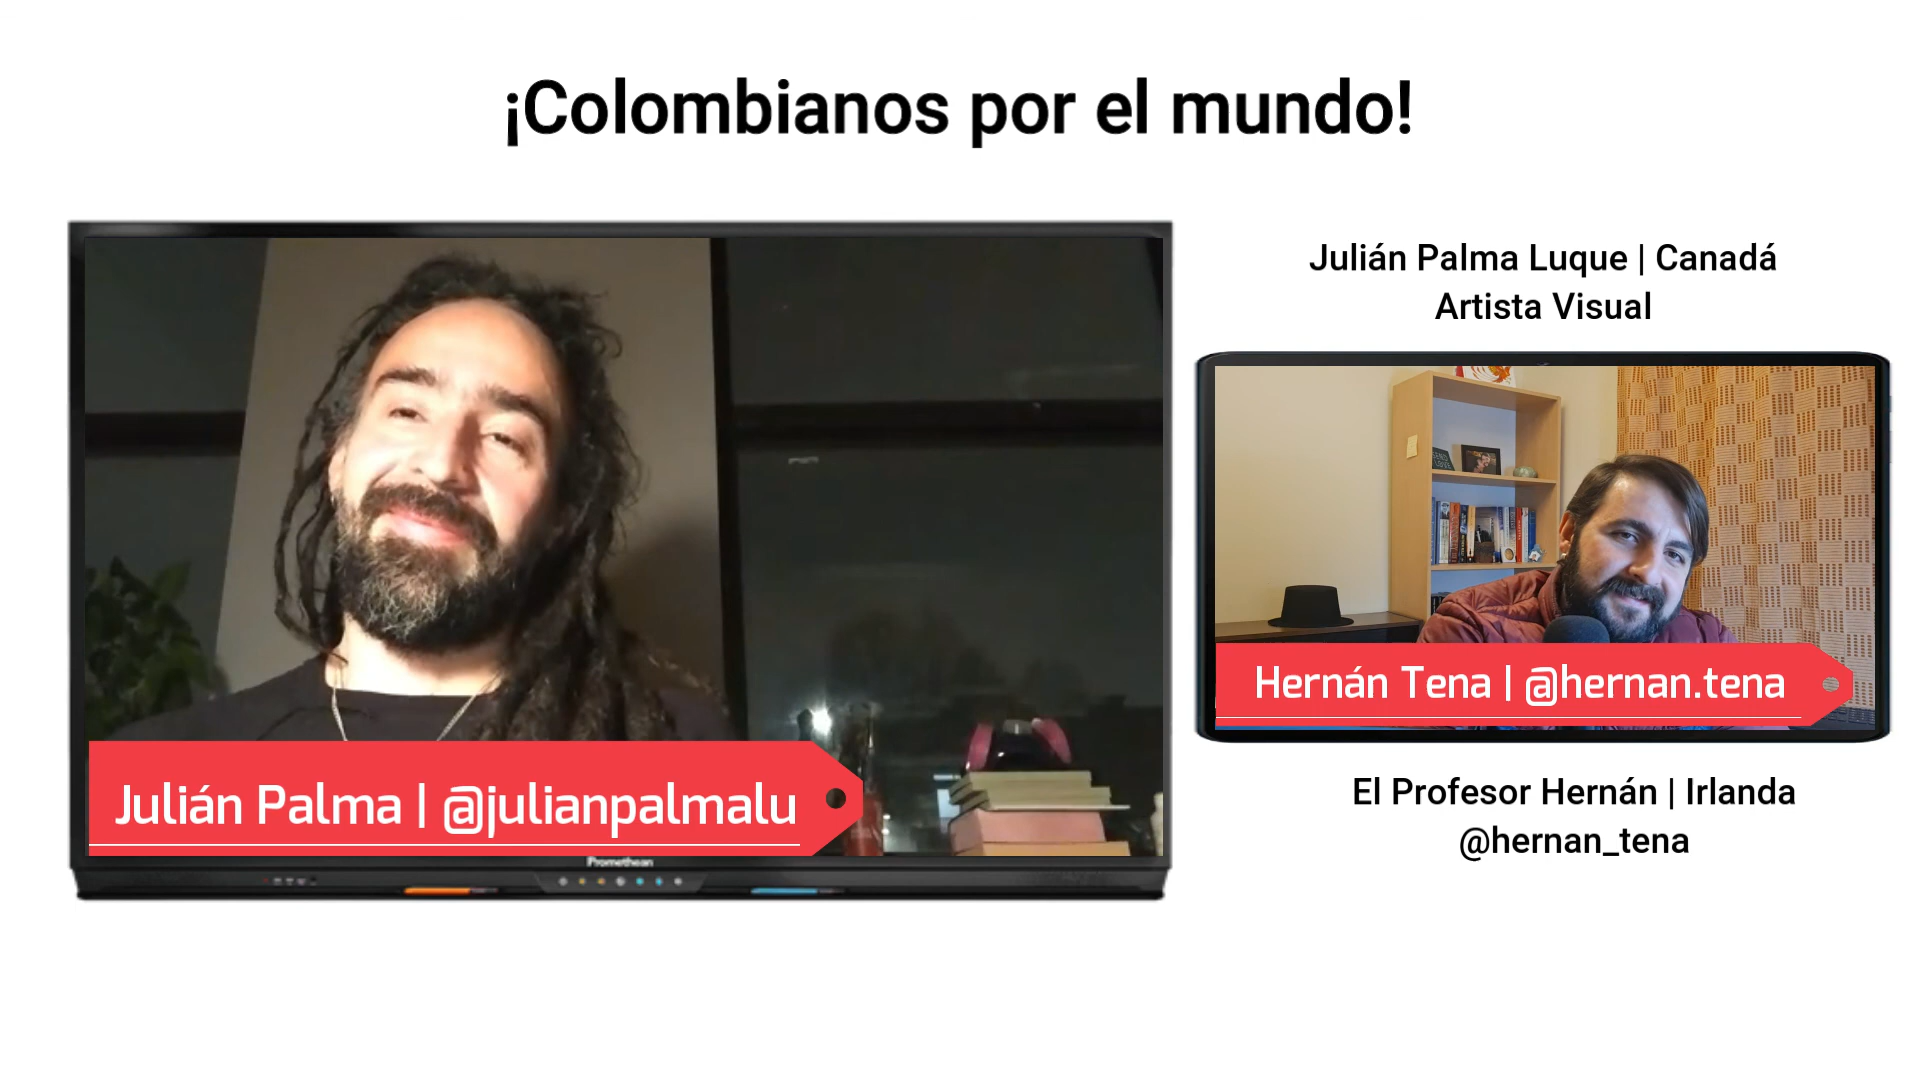 ¡Colombianos por el mundo!
Julián Palma Luque | Canadá
Artista Visual
Hernán Tena | @hernan.tena
Julián Palma | @julianpalmalu
Promethean
El Profesor Hernán | Irlanda
@hernan_tena